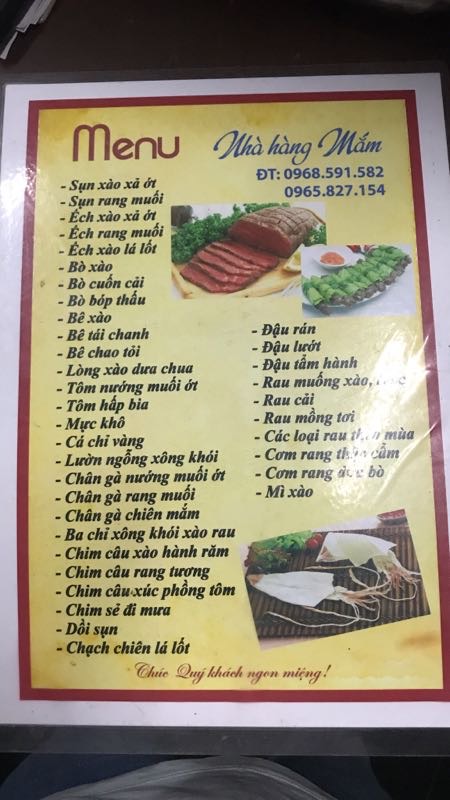 Menu
Nhà hàng Mắm
ĐT: 0968.591.582
0965.827.154
- Sụn xào xả ớt
- Sụn rang muối
- Ếch xào xả ớt
- Ếch rang muối
- Ếch xào lá lốt
- Bò xào
- Bò cuốn cải
- Bò bóp thấu
- Bê xào
- Bê tái chanh
- Bê chao tỏi
- Lòng xào dưa chua
- Tôm nướng muối ớt
- Tôm hấp bia
- Mực khô
- Cá chỉ vàng
- Lườn ngỗng xông khói
- Chân gà nướng muối ớt
- Chân gà rang muối
- Chân gà chiên mắm
- Ba chỉ xông khói xào rau
- Chim câu xào hành răm
- Chim câu rang tương
- Chim câu xúc phồng tôm
- Chim sẻ đi mưa
- Dồi sụn
- Chạch chiên lá lốt
- Đậu rán
- Đậu lướt
- Đậu tẩm hành
- Rau muống xào,
- Rau cải
- Rau mồng tơi
- Các loại rau theo mùa
- Cơm rang thập cẩm
- Cơm rang dưa bò
- Mì xào
Chúc Quý khách ngon miệng!